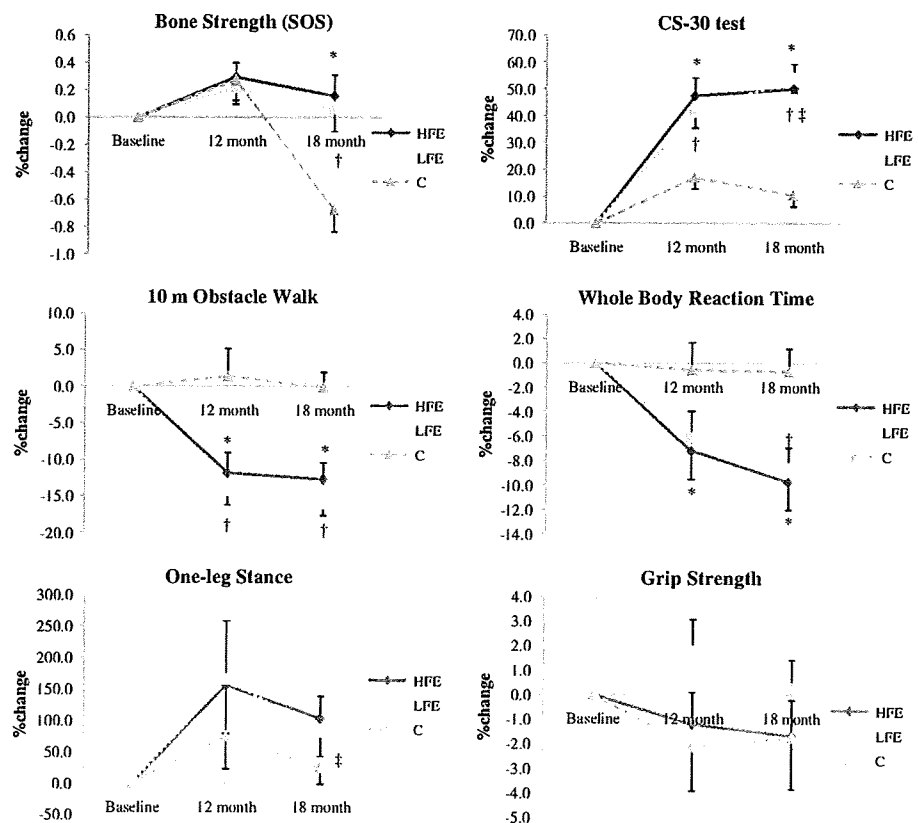 Bone Strength (SOS)
0.6
0.4
0.2
0.0
-0.2
-0.4
-0.6
-0.8
-1.0
%change
Baseline
12 month
18 month
*
†
HFE
LFE
C
CS-30 test
70.0
60.0
50.0
40.0
30.0
20.0
10.0
0.0
%change
Baseline
12 month
18 month
*
*
†
† ‡
HFE
LFE
C
10 m Obstacle Walk
10.0
5.0
0.0
-5.0
-10.0
-15.0
-20.0
%change
Baseline
12 month
18 month
*
*
†
†
HFE
LFE
C
Whole Body Reaction Time
4.0
2.0
0.0
-2.0
-4.0
-6.0
-8.0
-10.0
-12.0
-14.0
%change
Baseline
12 month
18 month
†
*
*
HFE
LFE
C
One-leg Stance
300.0
250.0
200.0
150.0
100.0
50.0
0.0
-50.0
%change
Baseline
12 month
18 month
‡
HFE
LFE
C
Grip Strength
4.0
3.0
2.0
1.0
0.0
-1.0
-2.0
-3.0
-4.0
-5.0
%change
Baseline
12 month
18 month
HFE
LFE
C